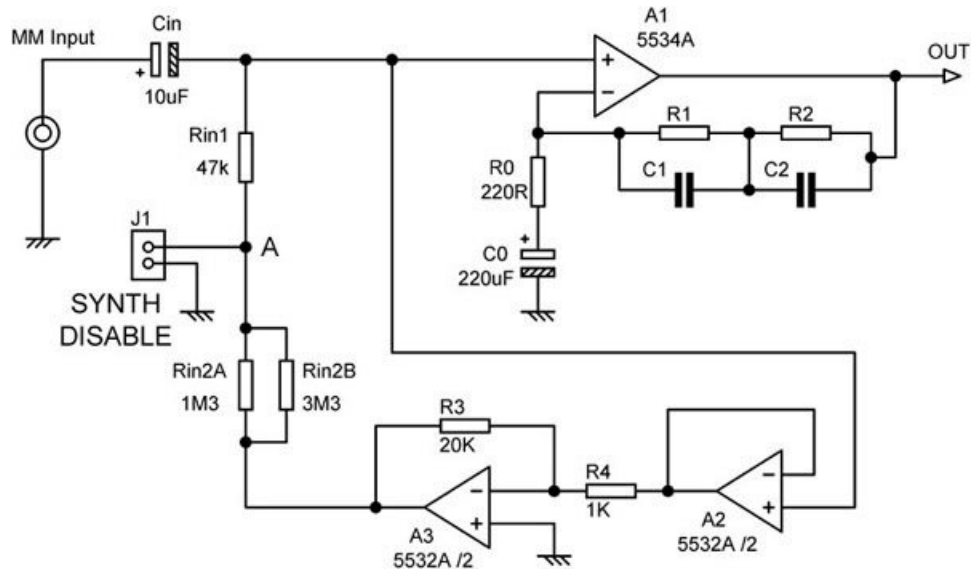 MM Input
Cin
+
10uF
A1
5534A
+
−
OUT
Rin1
47k
R0
220R
R1
R2
C1
C2
J1
A
+
C0
220uF
SYNTH
DISABLE
Rin2A
1M3
Rin2B
3M3
R3
20K
R4
1K
−
+
A3
5532A /2
−
+
A2
5532A /2